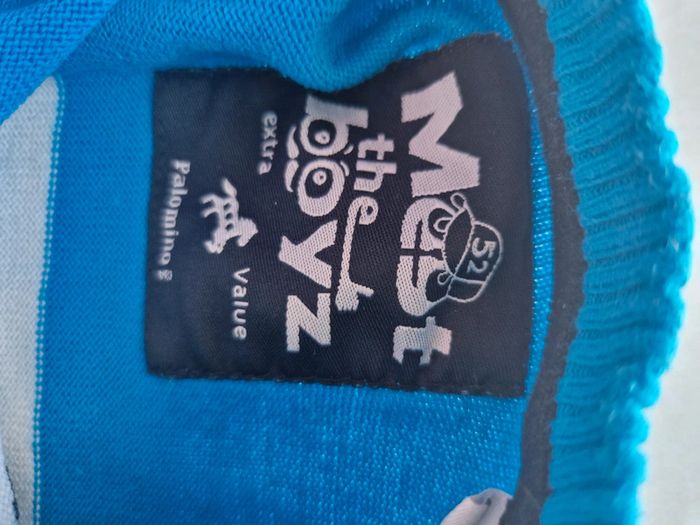 Meet
52
the
boyz
extra value
Palomino